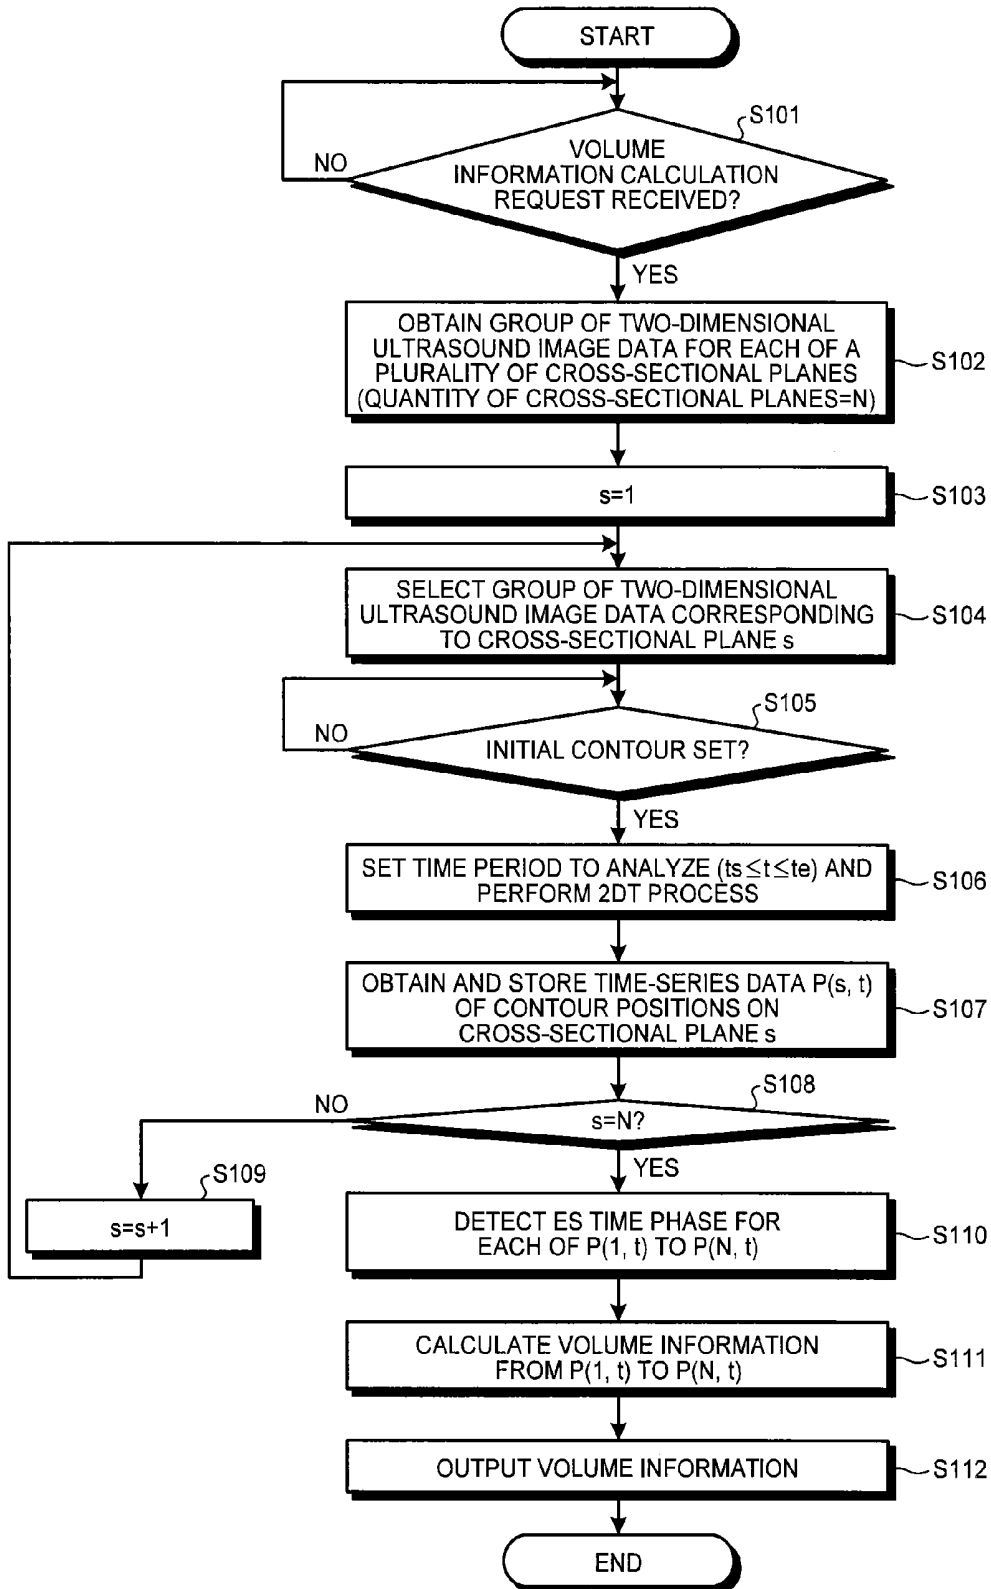 START
S101
VOLUME
INFORMATION CALCULATION
REQUEST RECEIVED?
NO
YES
OBTAIN GROUP OF TWO-DIMENSIONAL
ULTRASOUND IMAGE DATA FOR EACH OF A
PLURALITY OF CROSS-SECTIONAL PLANES
(QUANTITY OF CROSS-SECTIONAL PLANES=N)
S102
s=1
S103
SELECT GROUP OF TWO-DIMENSIONAL
ULTRASOUND IMAGE DATA CORRESPONDING
TO CROSS-SECTIONAL PLANE s
S104
S105
NO
INITIAL CONTOUR SET?
YES
SET TIME PERIOD TO ANALYZE (ts≤t≤te) AND
PERFORM 2DT PROCESS
S106
OBTAIN AND STORE TIME-SERIES DATA P(s, t)
OF CONTOUR POSITIONS ON
CROSS-SECTIONAL PLANE s
S107
S108
NO
s=N?
YES
S109
s=s+1
DETECT ES TIME PHASE FOR
EACH OF P(1, t) TO P(N, t)
S110
CALCULATE VOLUME INFORMATION
FROM P(1, t) TO P(N, t)
S111
OUTPUT VOLUME INFORMATION
S112
END